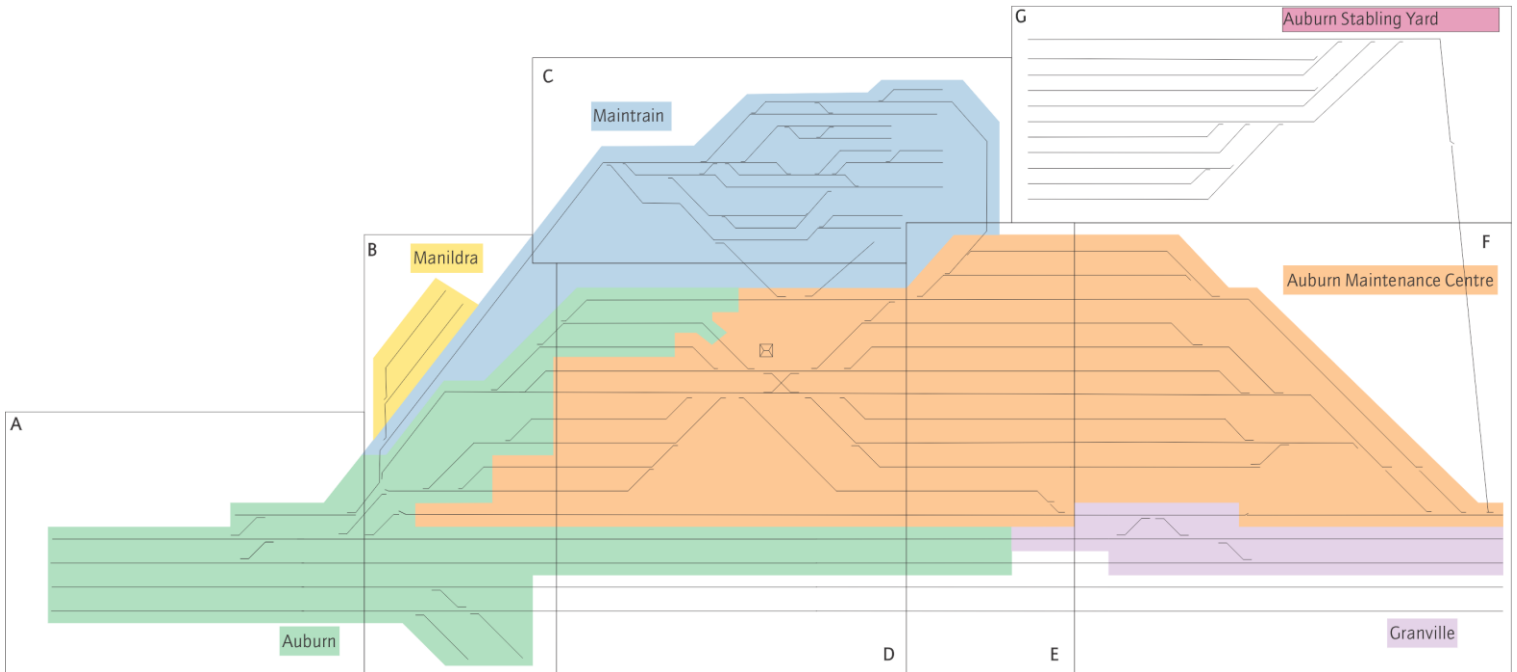 G
Auburn Stabling Yard
C
Maintrain
B
Manildra
F
Auburn Maintenance Centre
A
Auburn
Granville
D
E